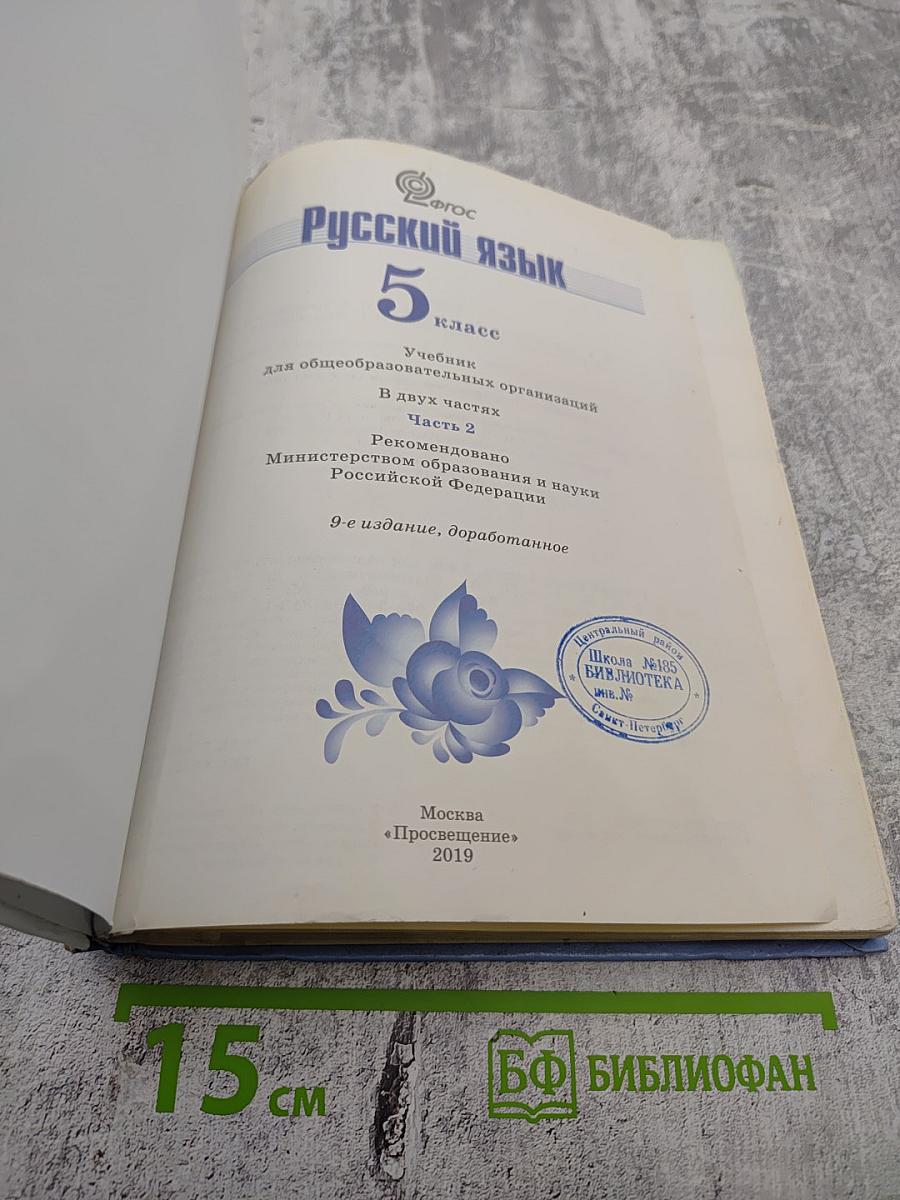 ФГОС
Русский язык
5 класс
Учебник
для общеобразовательных организаций
В двух частях
Часть 2
Рекомендовано
Министерством образования и науки
Российской Федерации
9-е издание, доработанное
Центральный район
Школа №185
БИБЛИОТЕКА
инв.№
Санкт-Петербург
Москва
«Просвещение»
2019
15 см
БФ БИБЛИОФАН